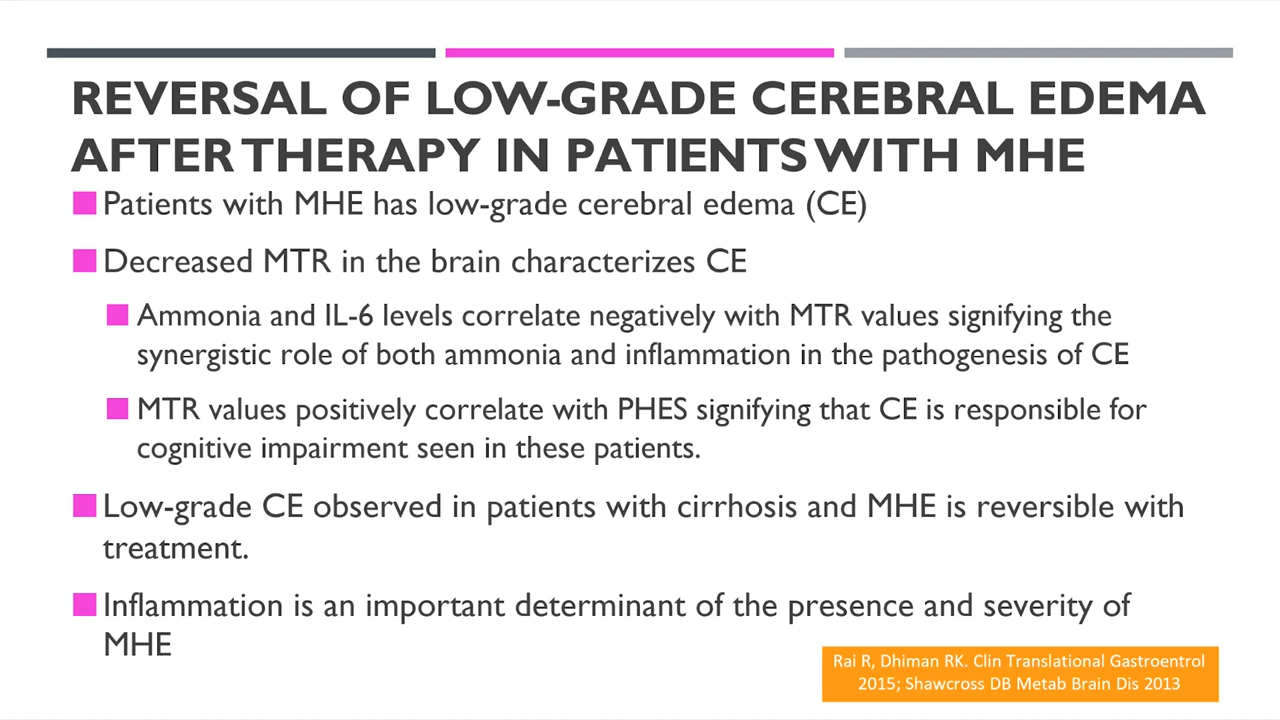 REVERSAL OF LOW-GRADE CEREBRAL EDEMA
AFTER THERAPY IN PATIENTS WITH MHE
Patients with MHE has low-grade cerebral edema (CE)
Decreased MTR in the brain characterizes CE
Ammonia and IL-6 levels correlate negatively with MTR values signifying the
synergistic role of both ammonia and inflammation in the pathogenesis of CE
MTR values positively correlate with PHES signifying that CE is responsible for
cognitive impairment seen in these patients.
Low-grade CE observed in patients with cirrhosis and MHE is reversible with
treatment.
Inflammation is an important determinant of the presence and severity of
MHE
Rai R, Dhiman RK. Clin Translational Gastroentrol
2015; Shawcross DB Metab Brain Dis 2013